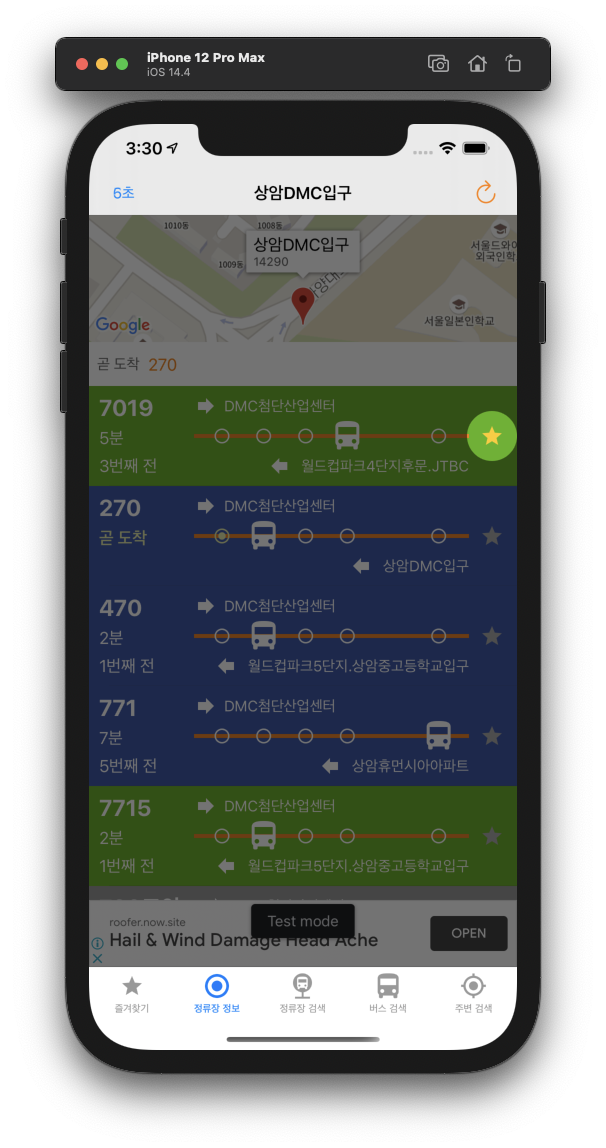 iPhone 12 Pro Max
iOS 14.4
3:30
6초
상암DMC입구
1010동
1008동
1009동
상암DMC입구
14290
서울드와이
외국인학
서울일본인학교
Google
곧 도착 270
7019
DMC첨단산업센터
5분
3번째 전
월드컵파크4단지후문.JTBC
270
DMC첨단산업센터
곧 도착
상암DMC입구
470
DMC첨단산업센터
2분
1번째 전
월드컵파크5단지.상암중고등학교입구
771
DMC첨단산업센터
7분
5번째 전
상암휴먼시아아파트
7715
DMC첨단산업센터
2분
1번째 전
월드컵파크5단지.상암중고등학교입구
roofer.now.site
Hail & Wind Damage Head Ache
Test mode
OPEN
즐겨찾기
정류장 정보
정류장 검색
버스 검색
주변 검색